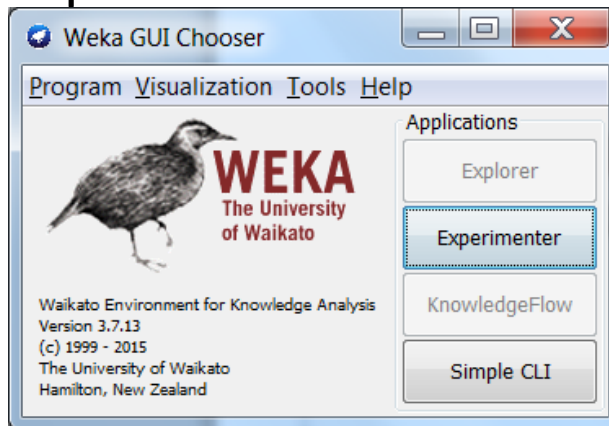 Weka GUI Chooser
Program Visualization Tools Help
WEKA
The University
of Waikato
Waikato Environment for Knowledge Analysis
Version 3.7.13
(c) 1999 - 2015
The University of Waikato
Hamilton, New Zealand
Applications
Explorer
Experimenter
KnowledgeFlow
Simple CLI